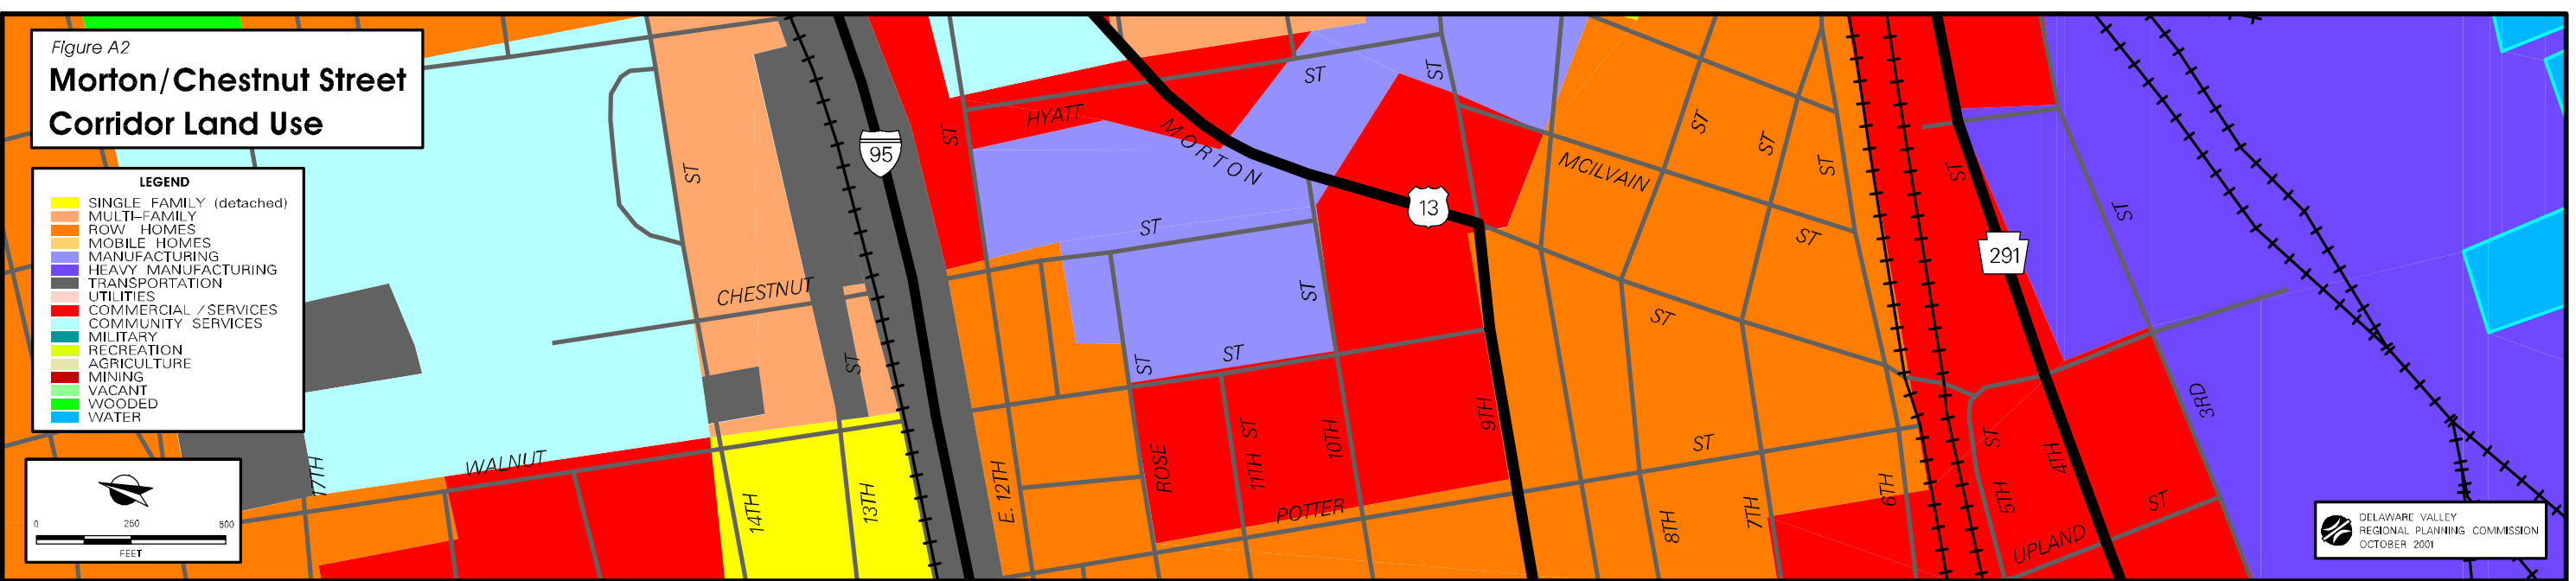 Figure A2
Morton/Chestnut Street
Corridor Land Use
LEGEND
SINGLE FAMILY (detached)
MULTI-FAMILY
ROW HOMES
MOBILE HOMES
MANUFACTURING
HEAVY MANUFACTURING
TRANSPORTATION
UTILITIES
COMMERCIAL/SERVICES
COMMUNITY SERVICES
MILITARY
RECREATION
AGRICULTURE
MINING
VACANT
WOODED
WATER
0 250 500
FEET
17TH
WALNUT
ST
CHESTNUT
ST
14TH
13TH
95
ST
HYATT
ST
ST
MORTON
ST
E. 12TH
ST
ROSE
ST
ST
11TH
ST
10TH
POTTER
13
9TH
MCILVAIN
ST
ST
ST
ST
ST
ST
8TH
7TH
6TH
ST
291
ST
5TH
4TH
UPLAND
ST
ST
3RD
DELAWARE VALLEY
REGIONAL PLANNING COMMISSION
OCTOBER 2001